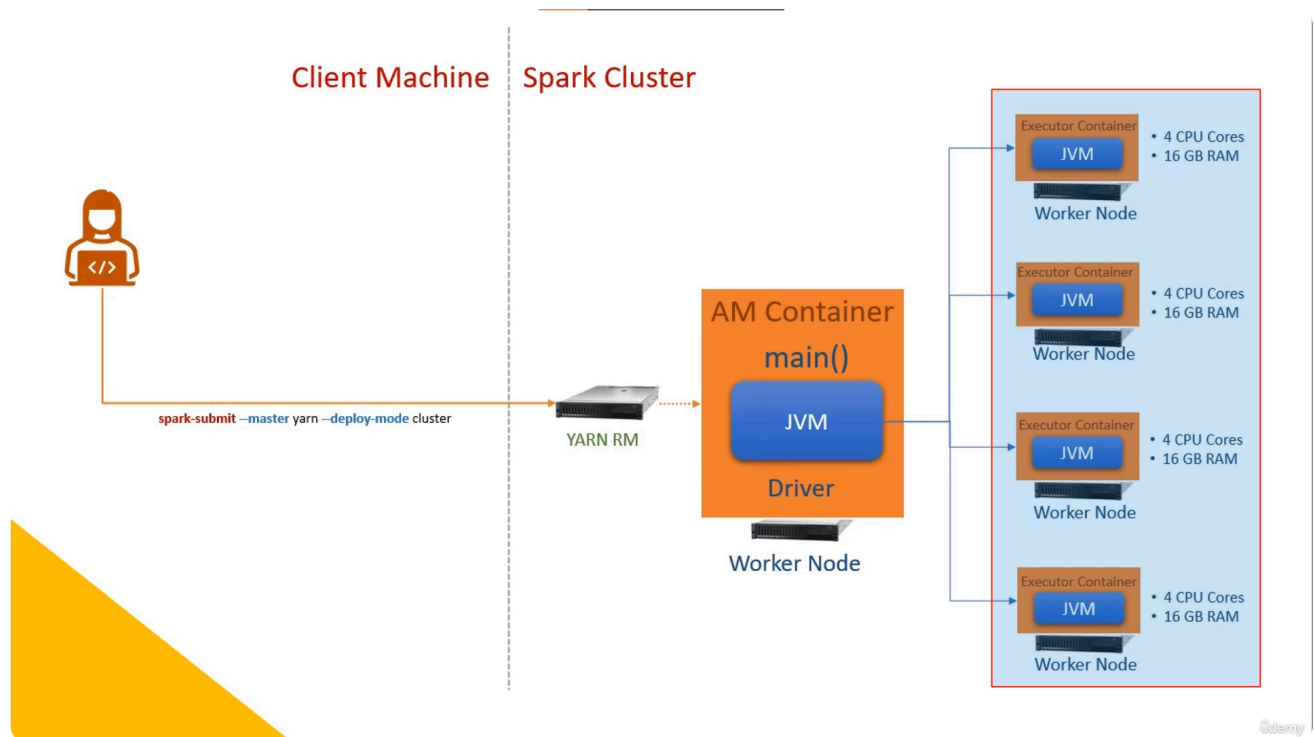 Client Machine
Spark Cluster
</>
spark-submit --master yarn --deploy-mode cluster
YARN RM
AM Container
main()
JVM
Driver
Worker Node
Executor Container
JVM
• 4 CPU Cores
• 16 GB RAM
Worker Node
Executor Container
JVM
• 4 CPU Cores
• 16 GB RAM
Worker Node
Executor Container
JVM
• 4 CPU Cores
• 16 GB RAM
Worker Node
Executor Container
JVM
• 4 CPU Cores
• 16 GB RAM
Worker Node
ûdemy